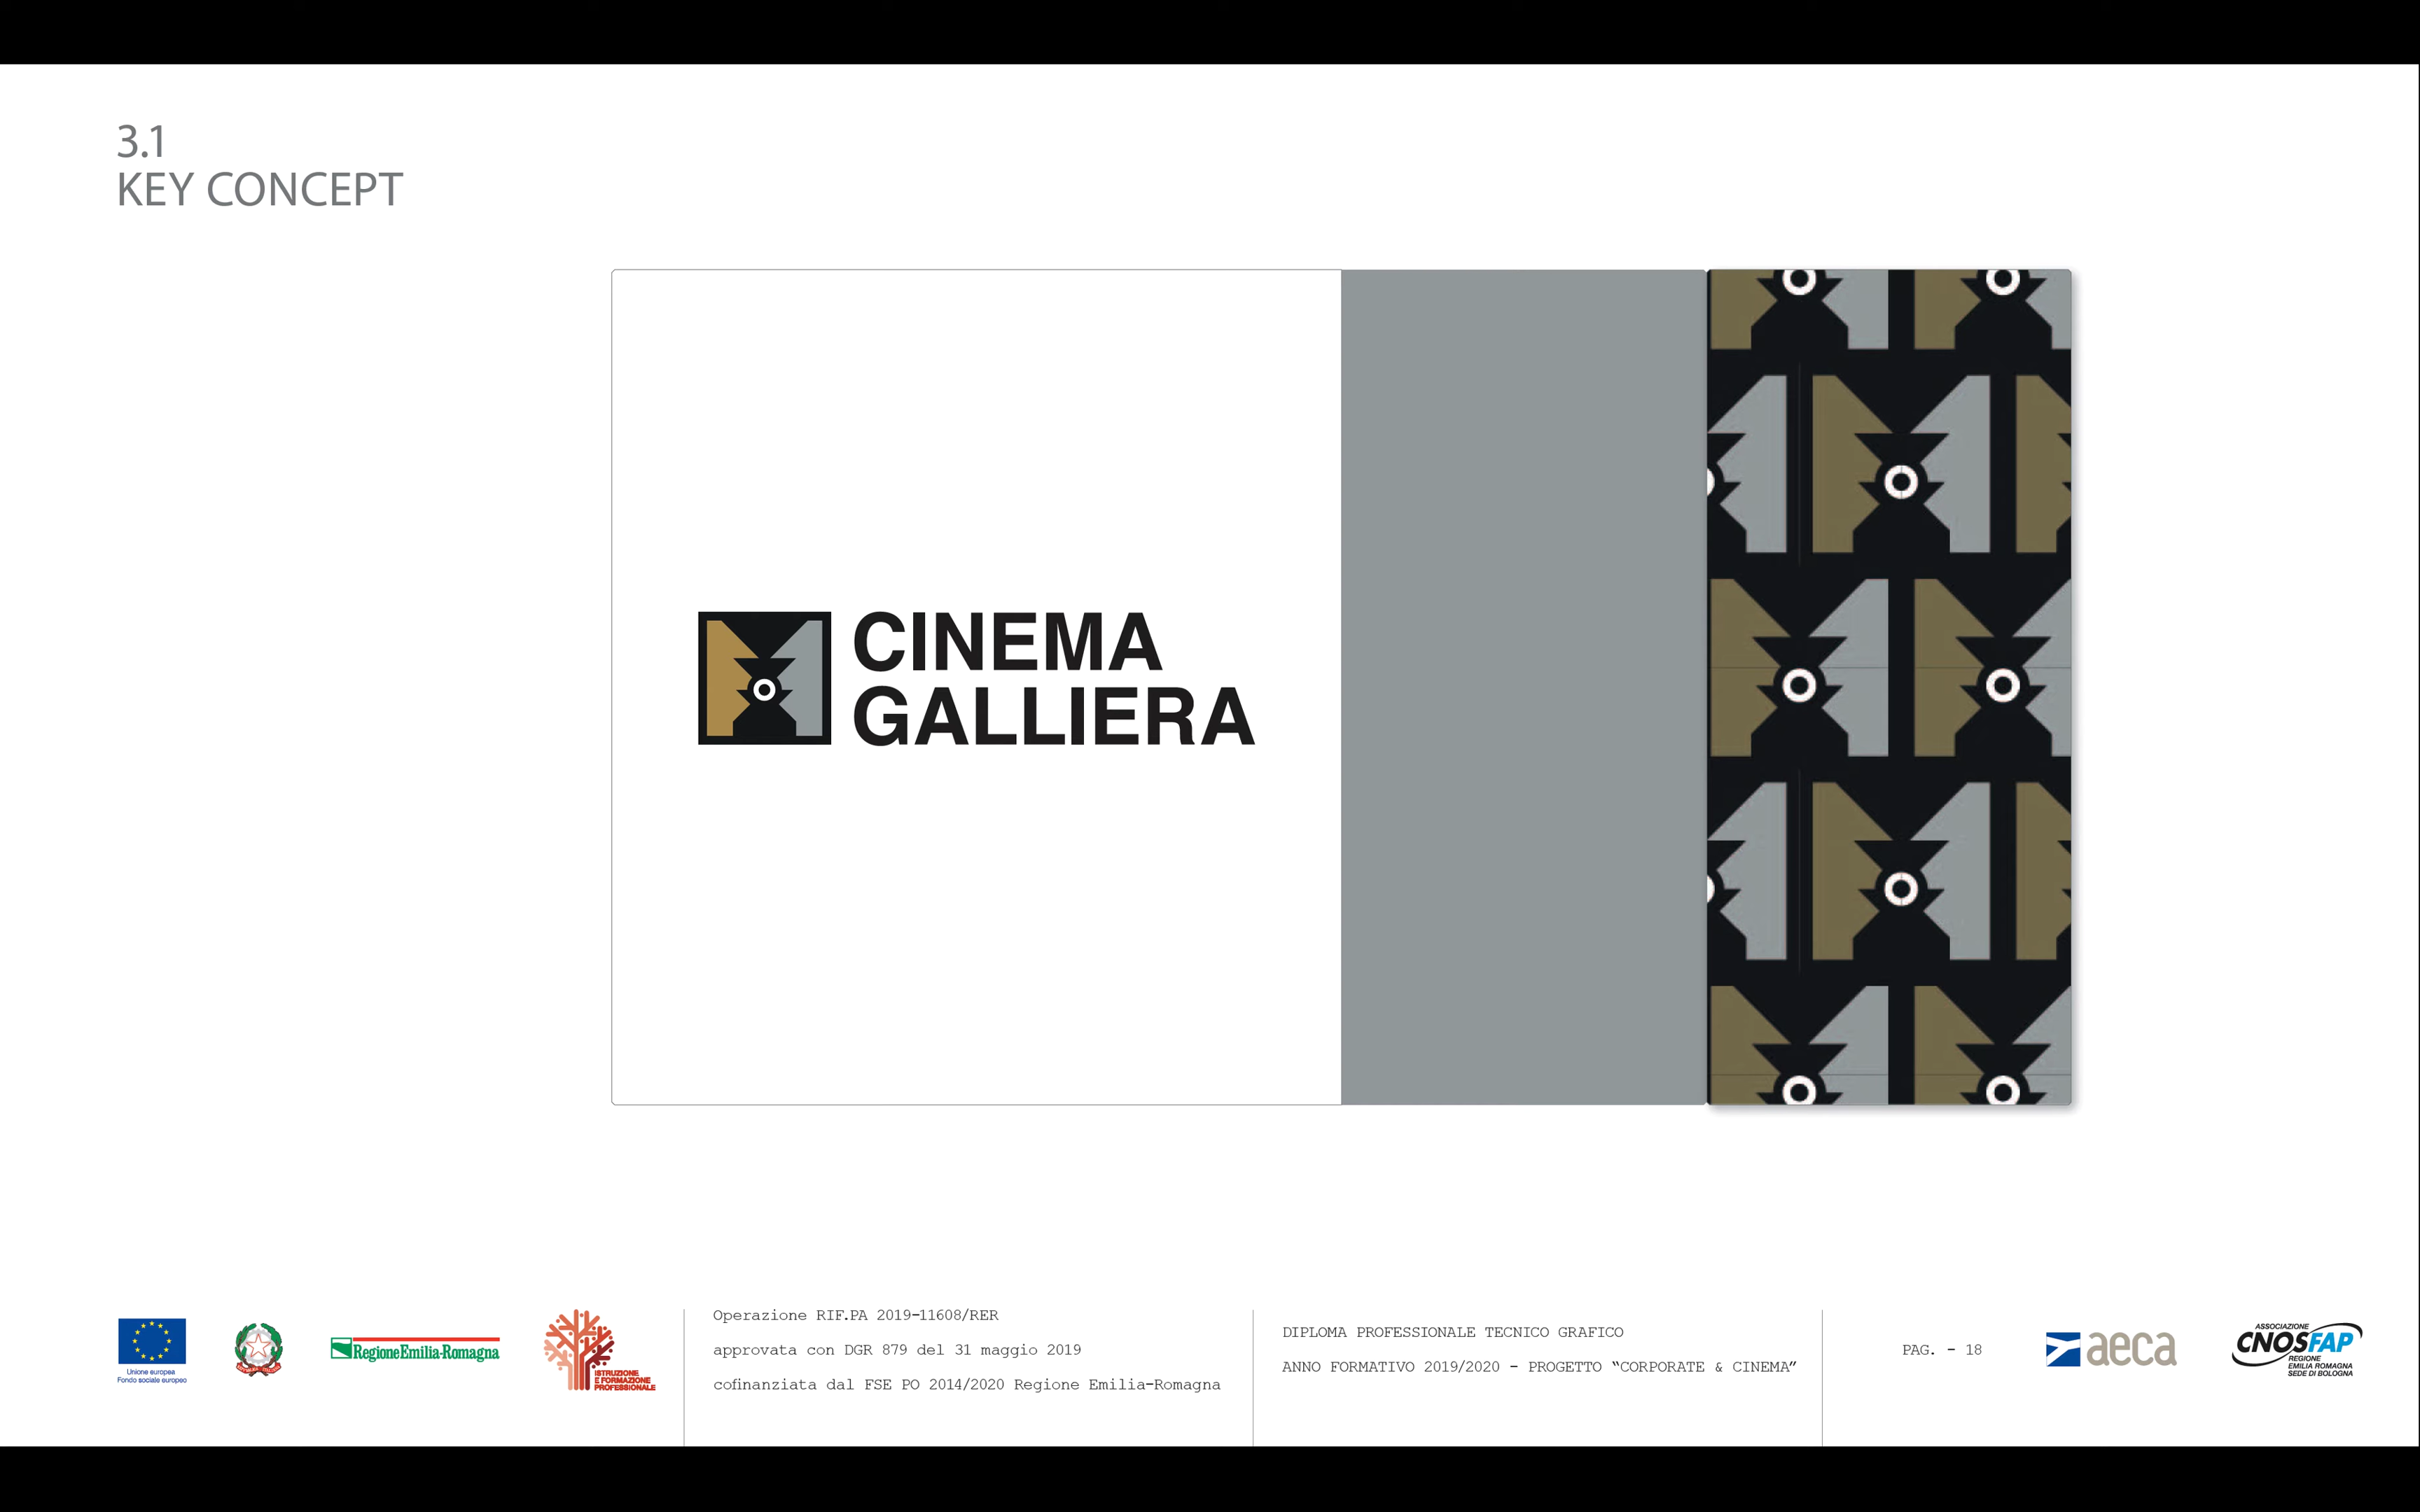 3.1
KEY CONCEPT
CINEMA
GALLIERA
Unione europea
Fondo sociale europeo
RegioneEmilia-Romagna
ISTRUZIONE
E FORMAZIONE
PROFESSIONALE
Operazione RIF.PA 2019-11608/RER
approvata con DGR 879 del 31 maggio 2019
cofinanziata dal FSE PO 2014/2020 Regione Emilia-Romagna
DIPLOMA PROFESSIONALE TECNICO GRAFICO
ANNO FORMATIVO 2019/2020 - PROGETTO “CORPORATE & CINEMA”
PAG. - 18
aeca
ASSOCIAZIONE
CNOSFAP
REGIONE
EMILIA ROMAGNA
SEDE DI BOLOGNA